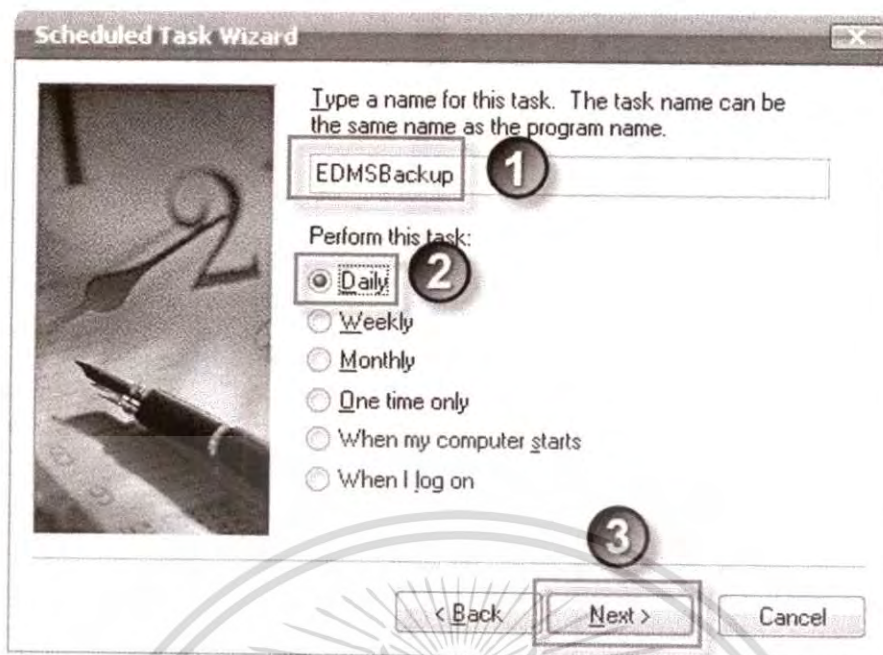 Scheduled Task Wizard
Type a name for this task. The task name can be
the same name as the program name.
EDMSBackup
1
Perform this task:
Daily
2
Weekly
Monthly
One time only
When my computer starts
When I log on
3
< Back
Next >
Cancel